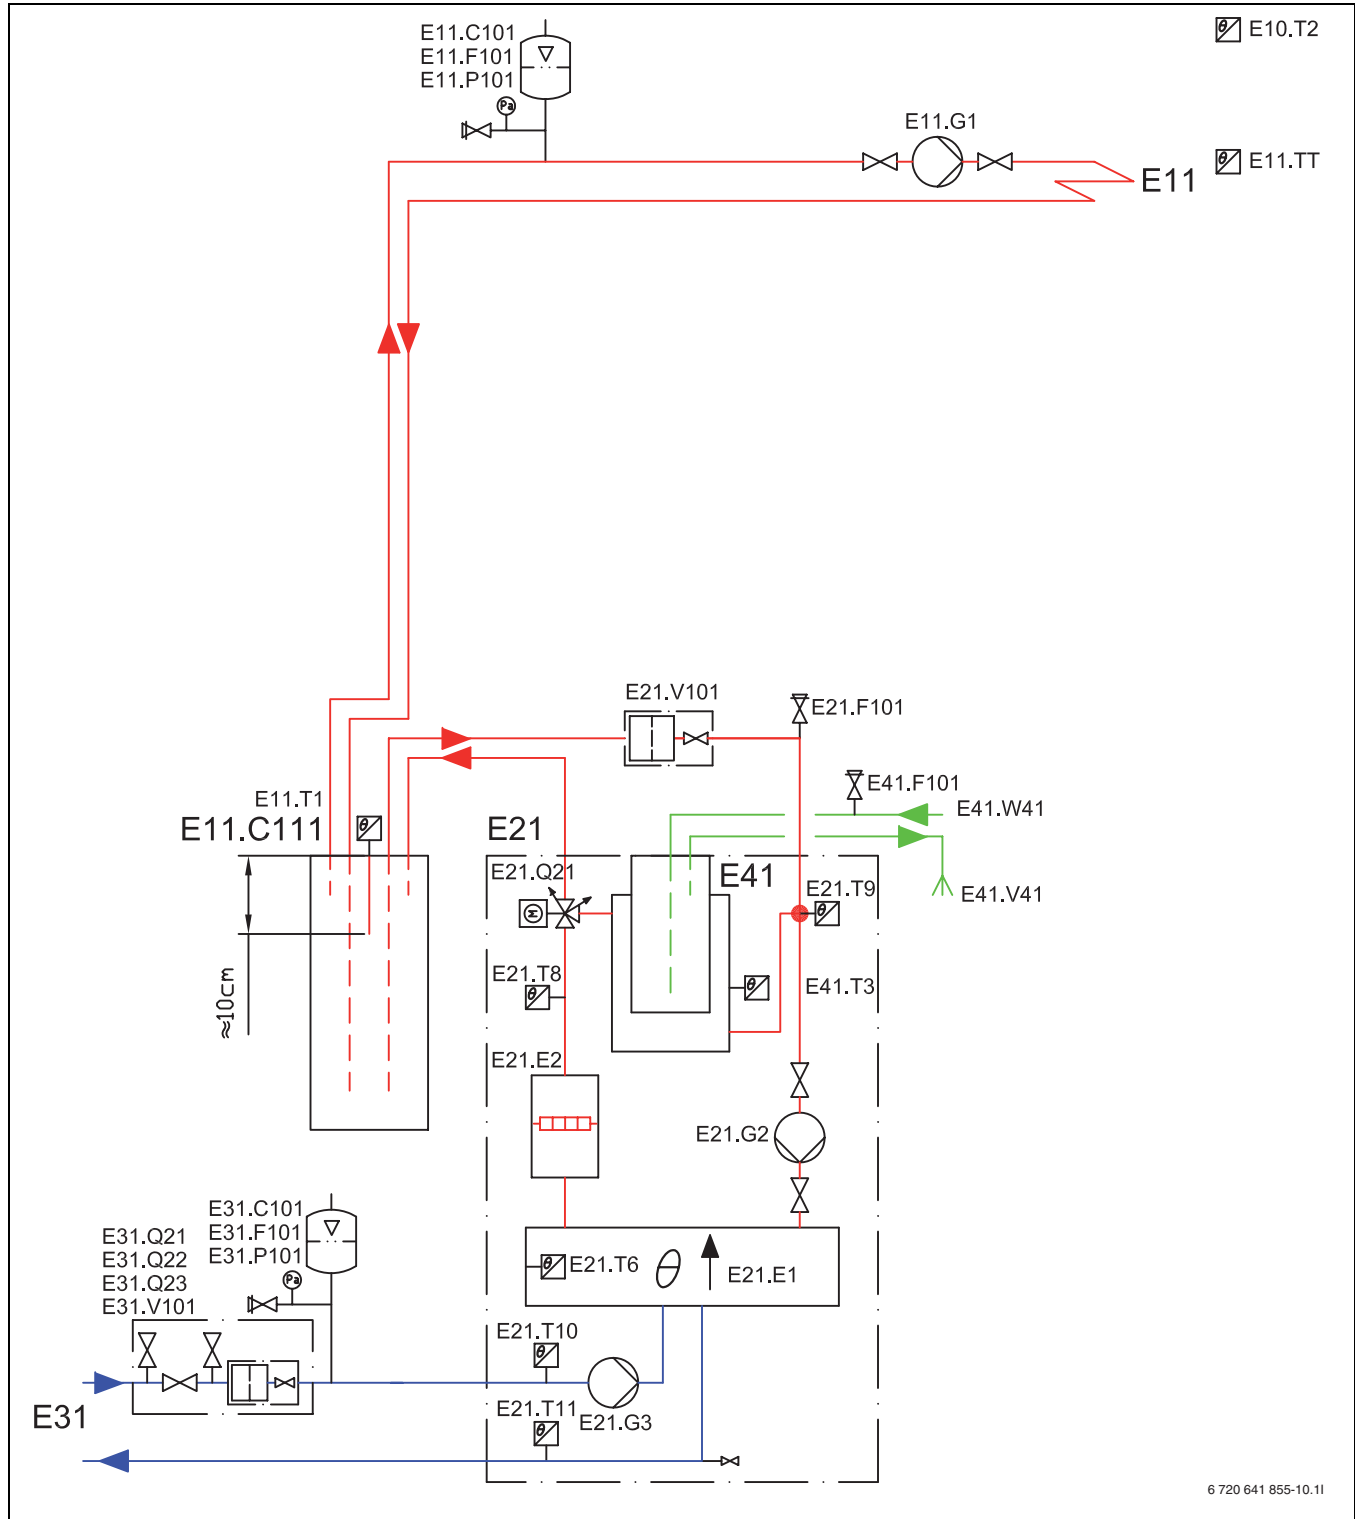 E11.C101
E11.F101
E11.P101
Pa
E10.T2
θ
E11.G1
E11
θ
E11.TT
E21.V101
E21.F101
E11.T1
E11.C111
θ
E21
E41.F101
E41.W41
E21.Q21
M
E41
E21.T9
θ
E41.V41
≈10cm
E21.T8
θ
θ
E41.T3
E21.E2
E21.G2
E31.C101
E31.F101
E31.P101
Pa
E31.Q21
E31.Q22
E31.Q23
E31.V101
θ
E21.T6
E21.E1
E21.T10
θ
E21.G3
E31
E21.T11
θ
6 720 641 855-10.1I